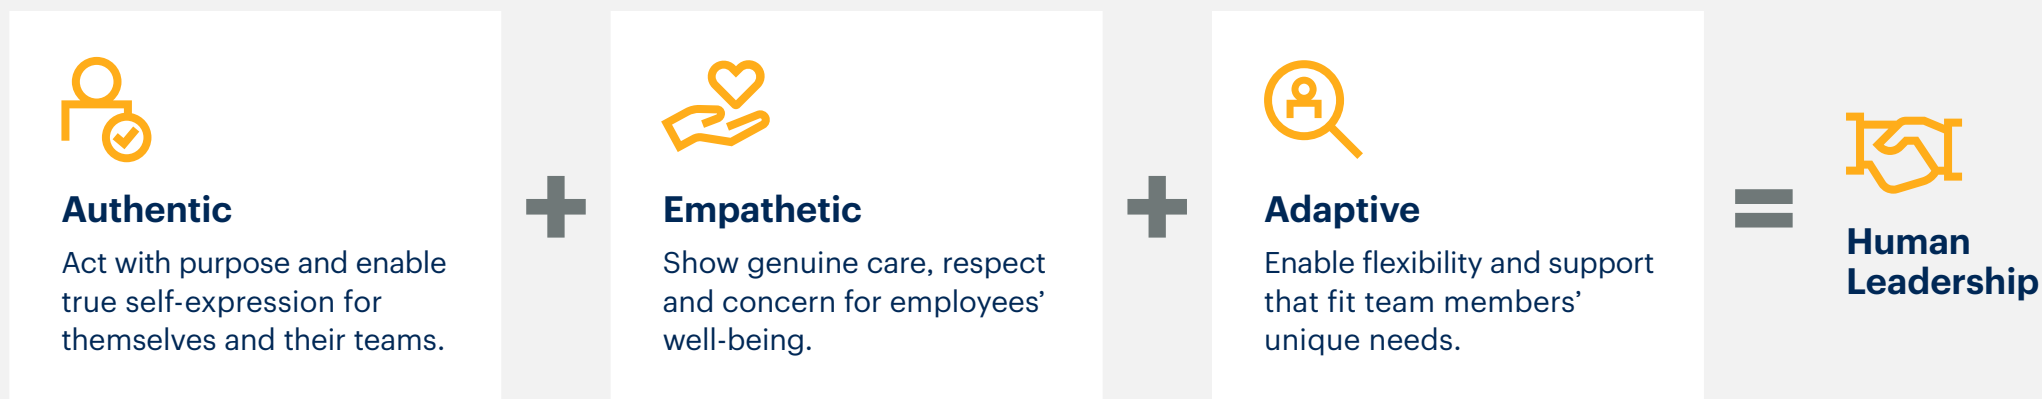 Authentic
Act with purpose and enable
true self-expression for
themselves and their teams.
+
Empathetic
Show genuine care, respect
and concern for employees’
well-being.
+
Adaptive
Enable flexibility and support
that fit team members’
unique needs.
=
Human
Leadership